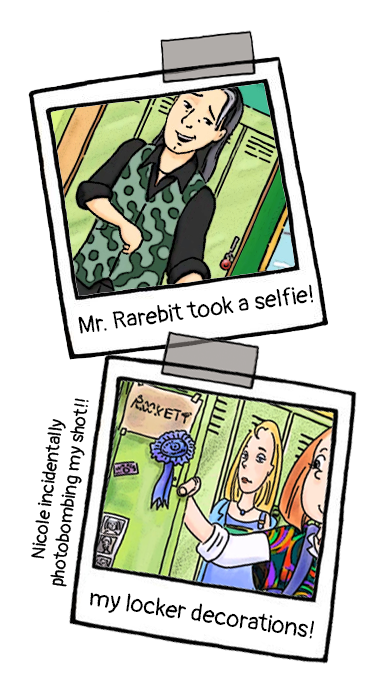 Mr. Rarebit took a selfie!
Nicole incidentally
photobombing my shot!!
my locker decorations!